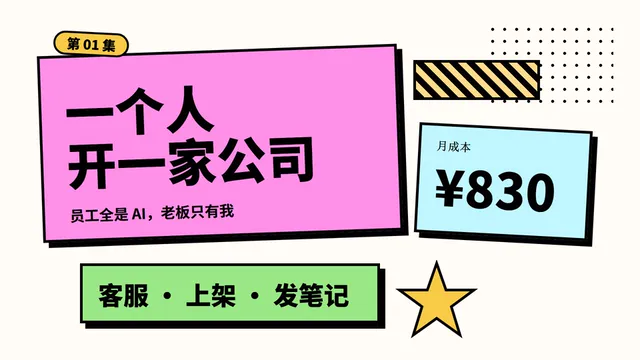 第 01 集
一个人
开一家公司
员工全是 AI，老板只有我
月成本
¥830
客服 · 上架 · 发笔记